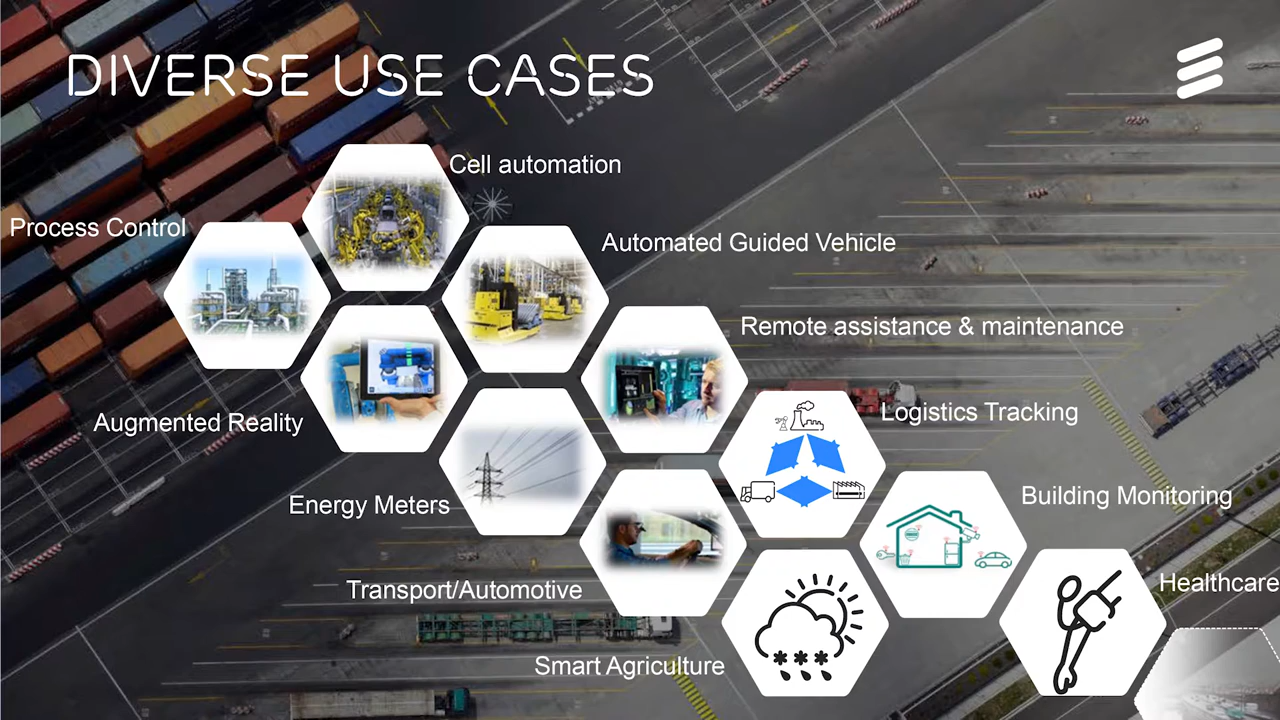 DIVERSE USE CASES
Cell automation
Process Control
Automated Guided Vehicle
Remote assistance & maintenance
Augmented Reality
Logistics Tracking
Energy Meters
Building Monitoring
Transport/Automotive
Healthcare
Smart Agriculture